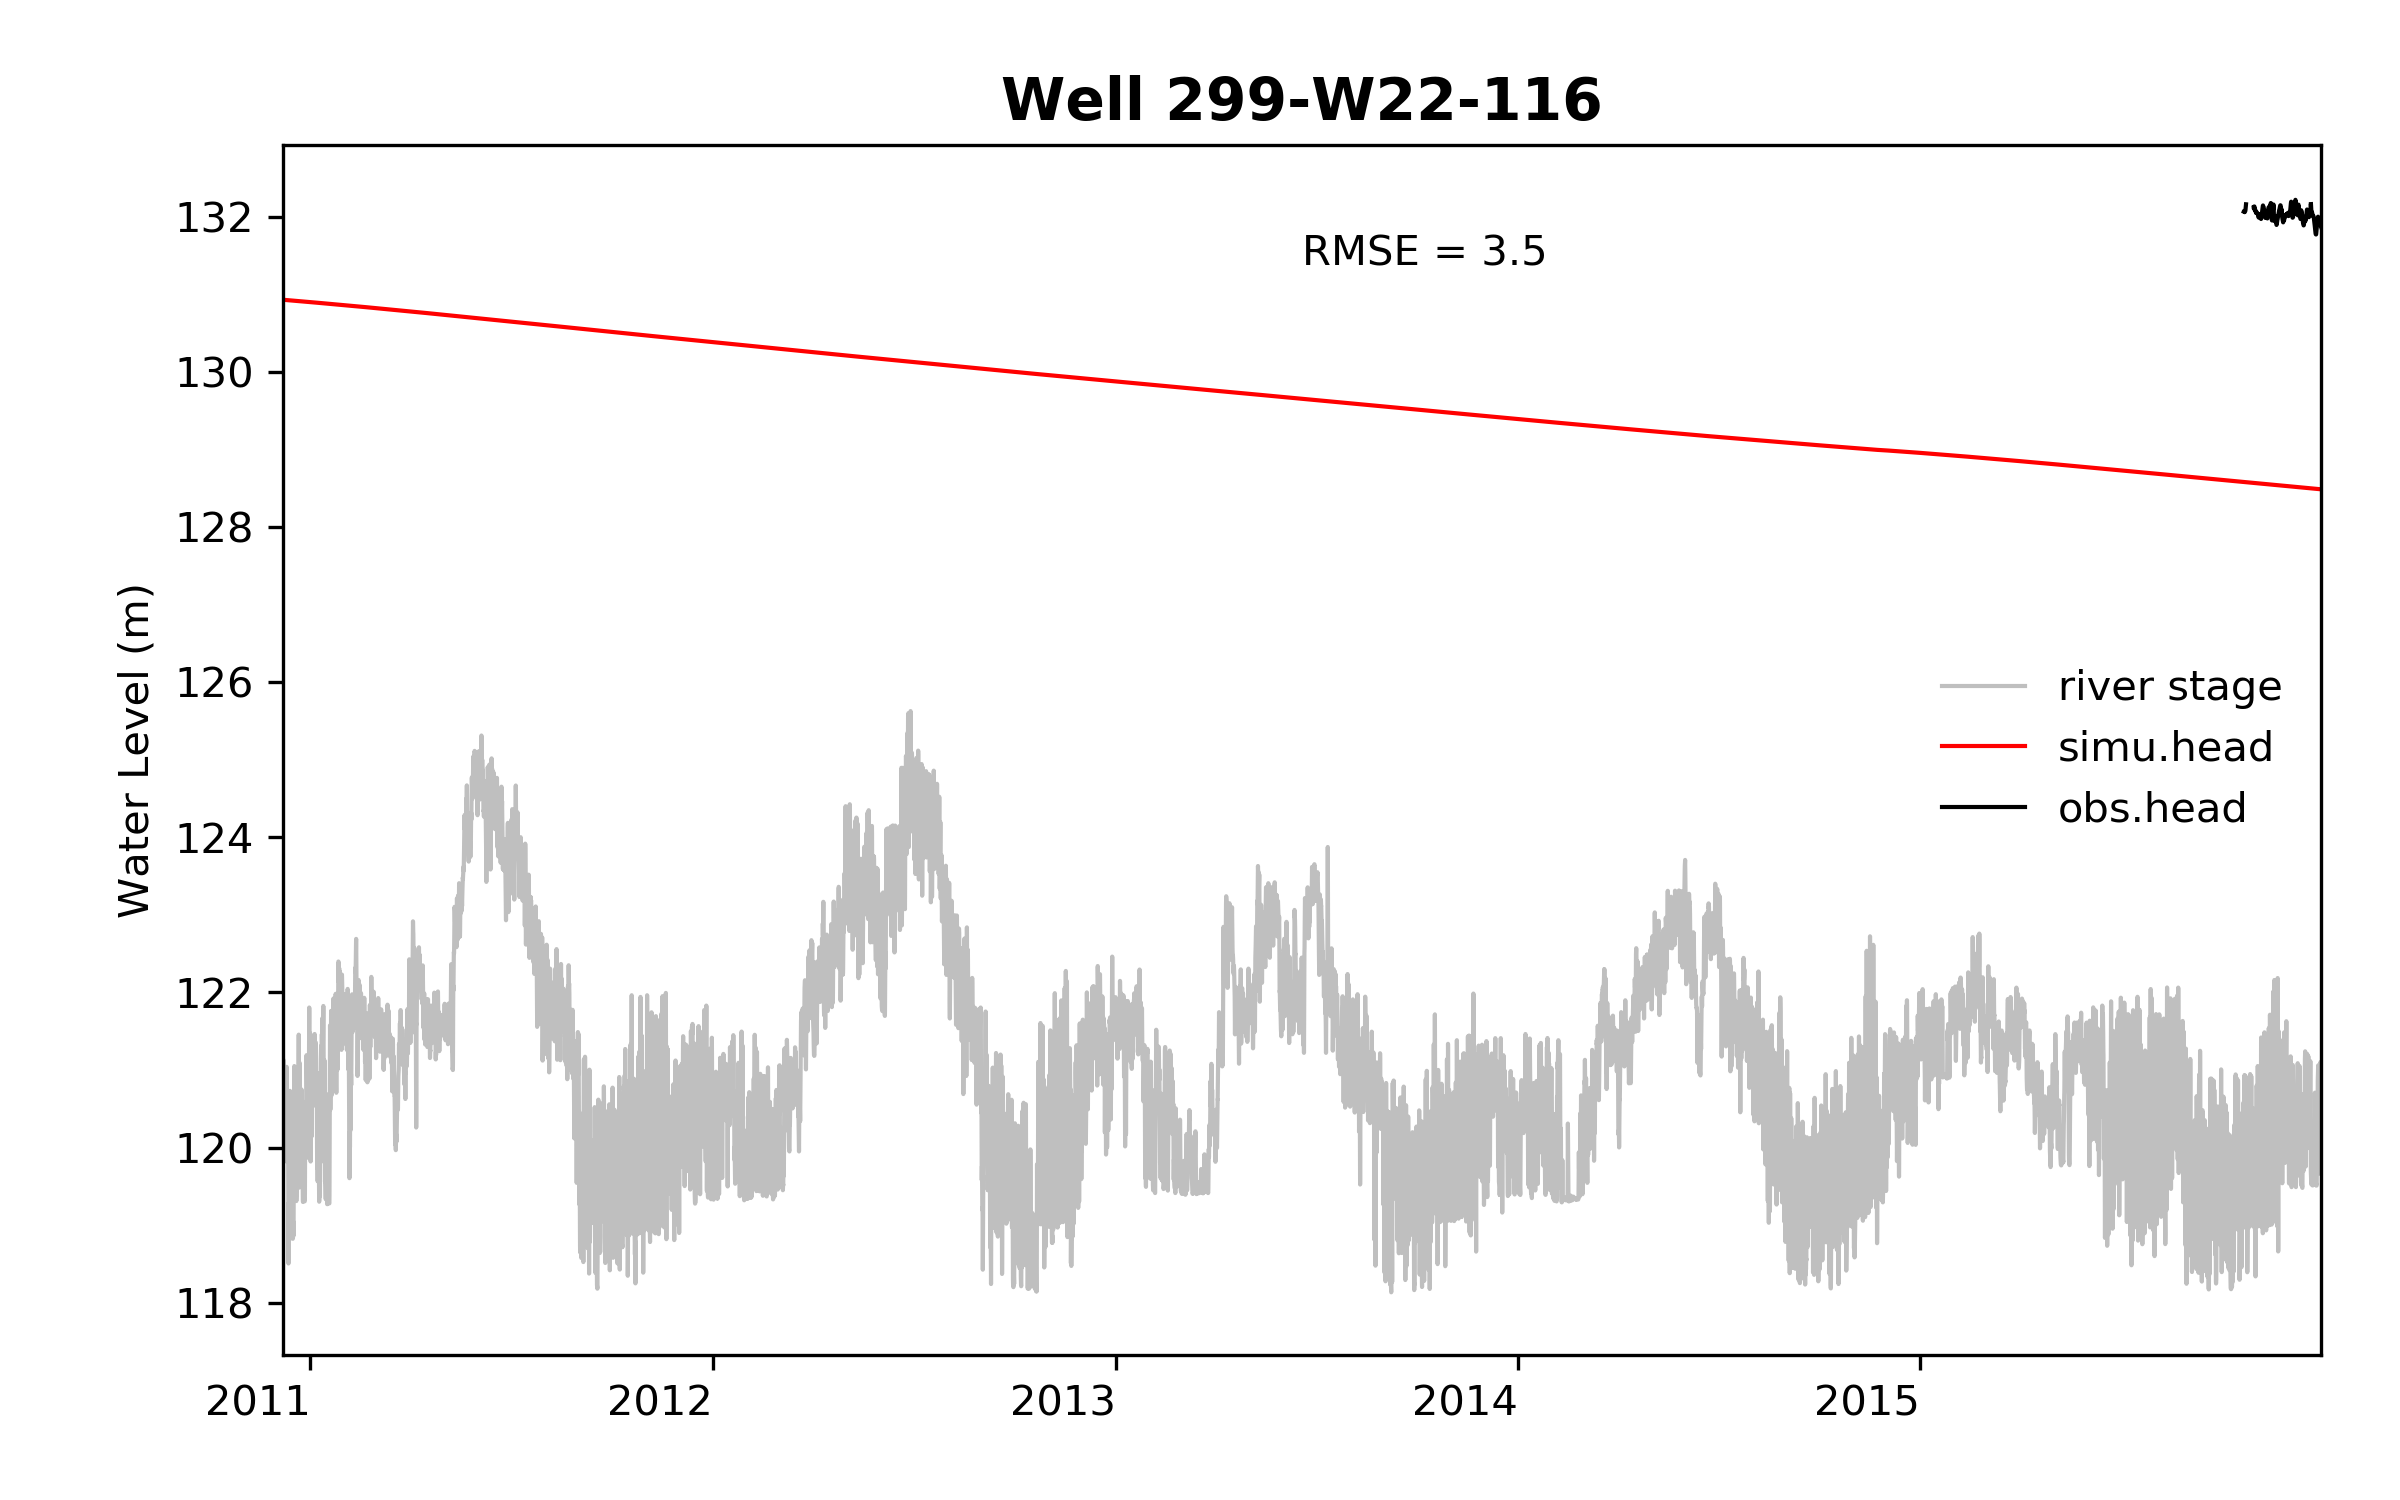 Well 299-W22-116
RMSE = 3.5
Water Level (m)
132
130
128
126
124
122
120
118
river stage
simu.head
obs.head
2011
2012
2013
2014
2015